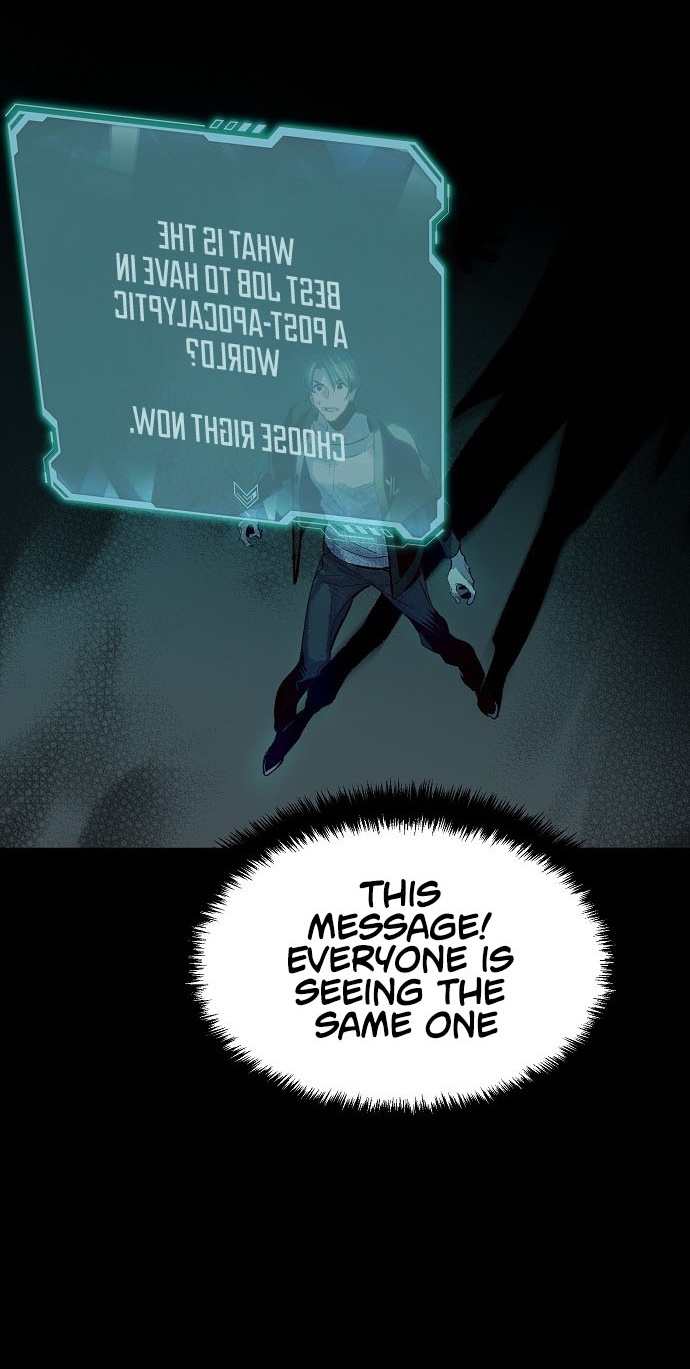 WHAT IS THE
BEST JOB TO HAVE IN
A POST-APOCALYPTIC
WORLD?
CHOOSE RIGHT NOW.
THIS
MESSAGE!
EVERYONE IS
SEEING THE
SAME ONE